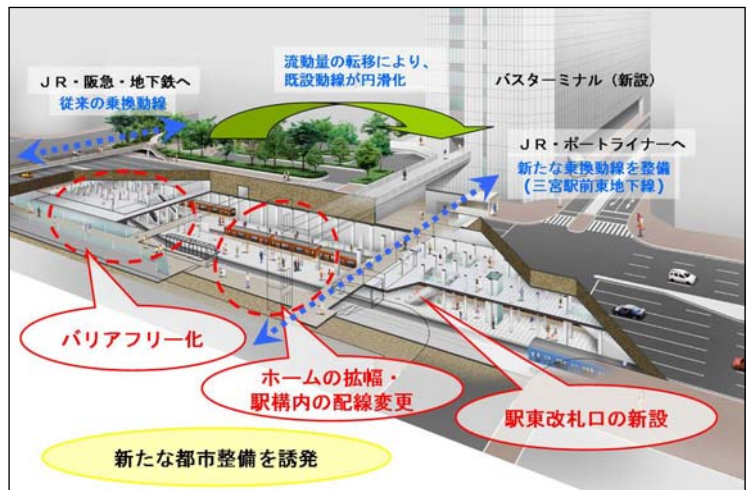 流動量の転移により、
既設動線が円滑化
JR・阪急・地下鉄へ
従来の乗換動線
バスターミナル(新設)
JR・ポートライナーへ
新たな乗換動線を整備
(三宮駅前東地下線)
バリアフリー化
ホームの拡幅・
駅構内の配線変更
駅東改札口の新設
新たな都市整備を誘発